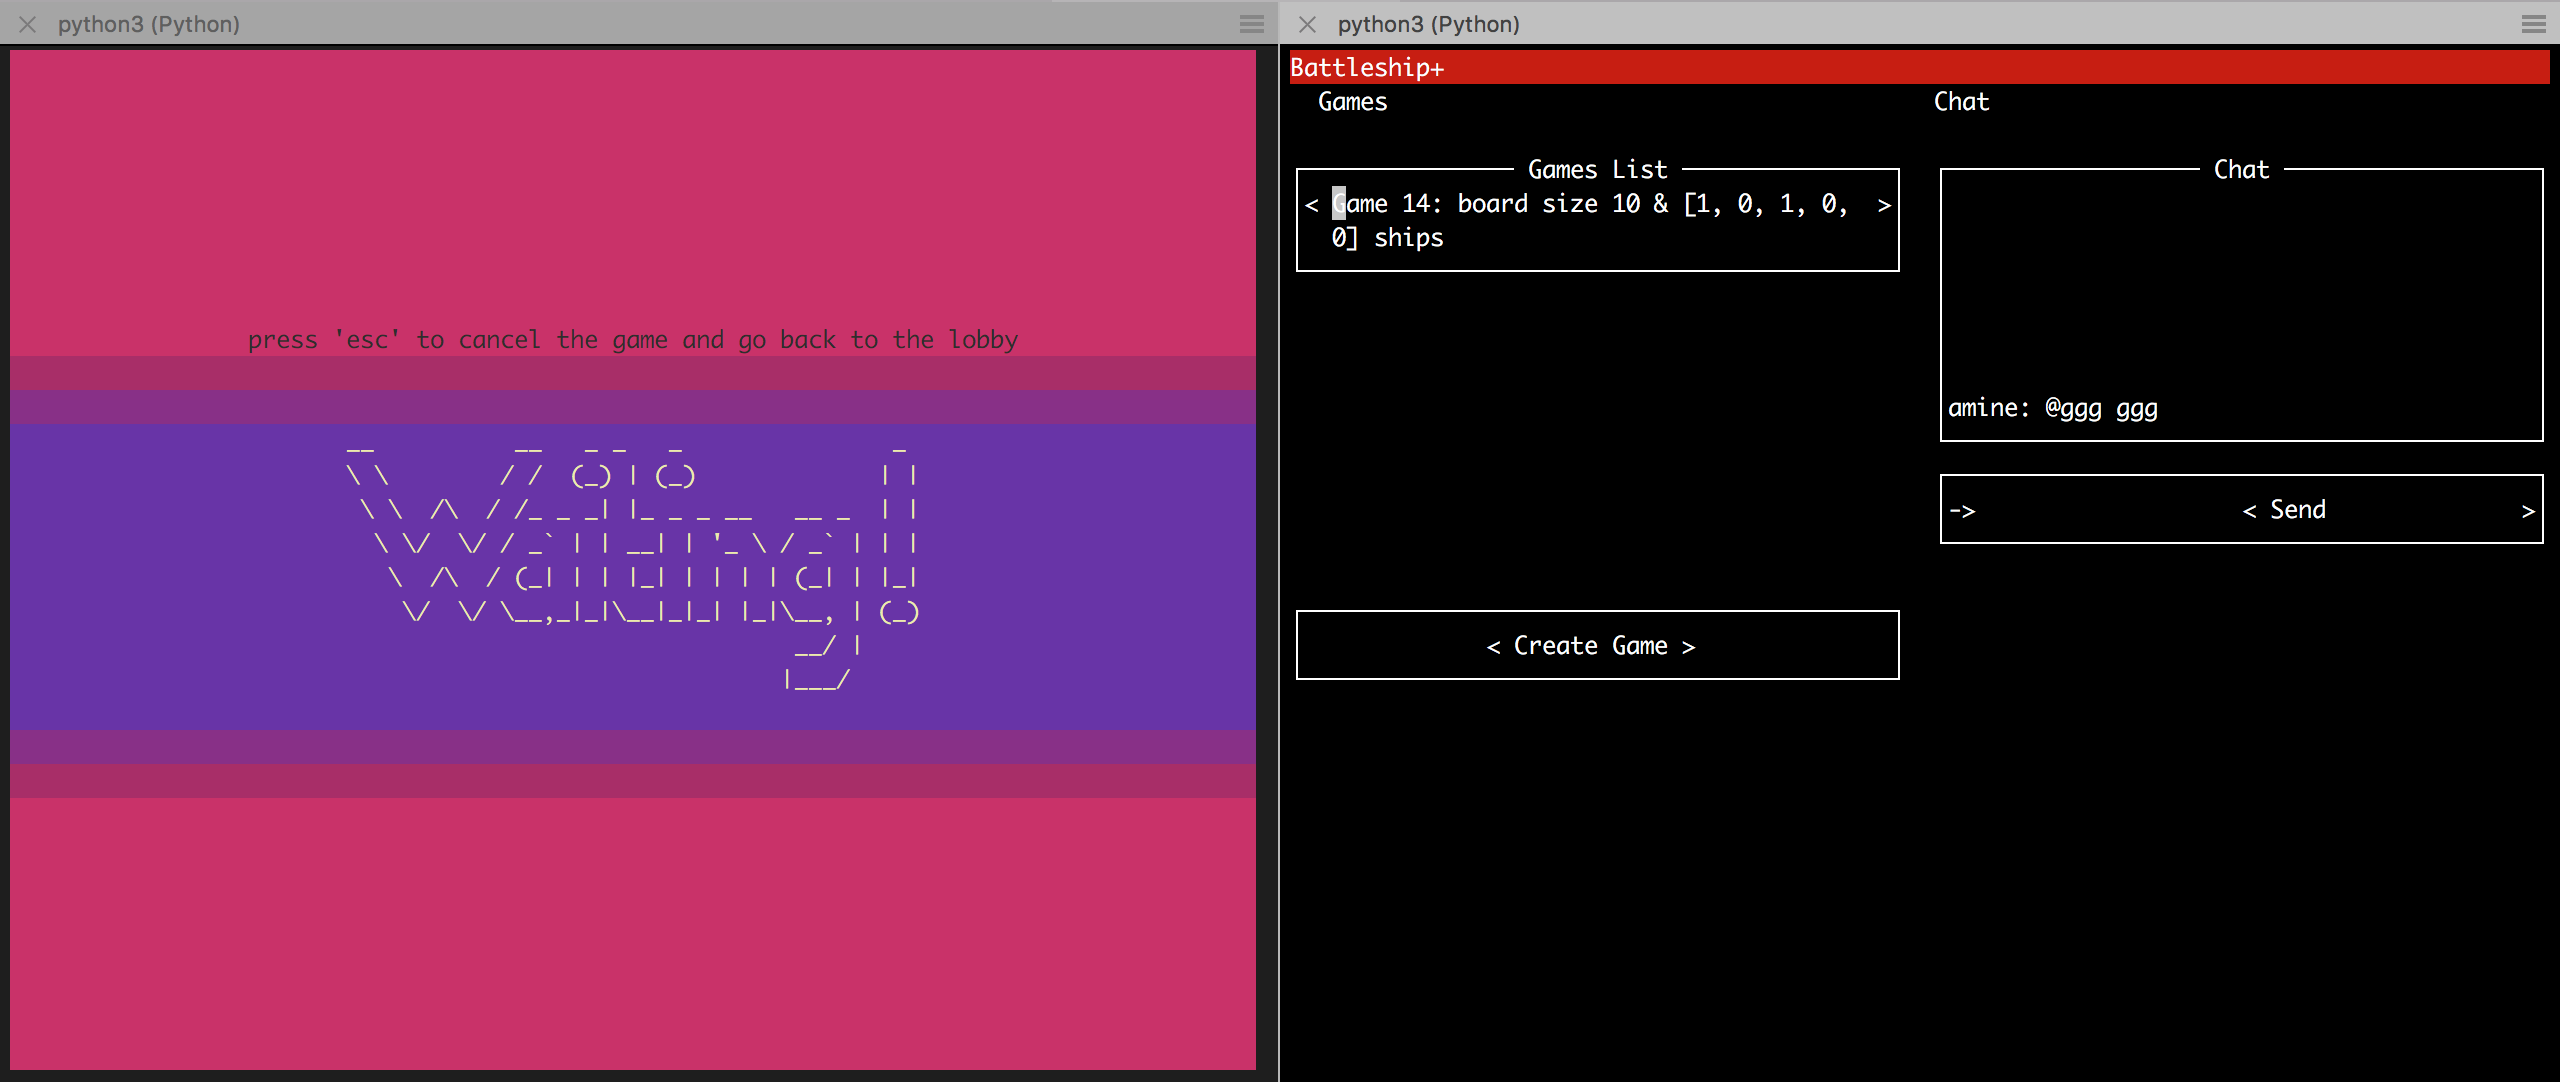 python3 (Python)
press 'esc' to cancel the game and go back to the lobby
Waiting!
python3 (Python)
Battleship+
Games
Chat
Games List
< Game 14: board size 10 & [1, 0, 1, 0, >
0] ships
Chat
amine: @ggg ggg
-> < Send >
< Create Game >